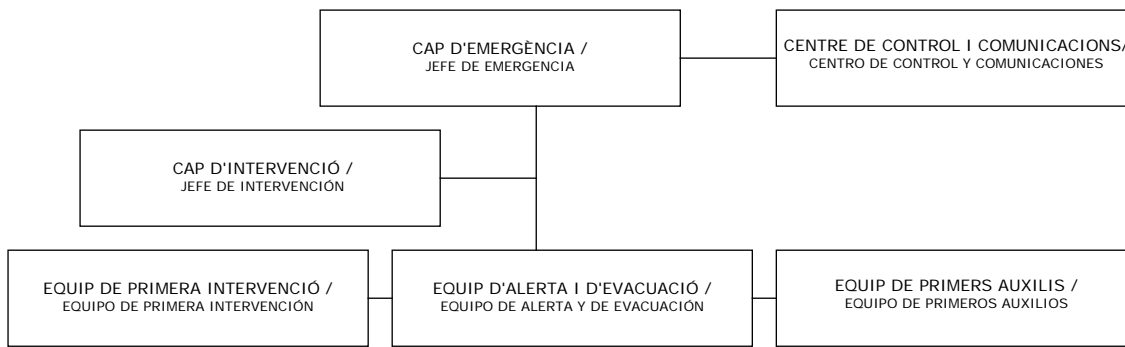 CAP D'EMERGÈNCIA /
JEFE DE EMERGENCIA
CENTRE DE CONTROL I COMUNICACIONS/
CENTRO DE CONTROL Y COMUNICACIONES
CAP D'INTERVENCIÓ /
JEFE DE INTERVENCIÓN
EQUIP DE PRIMERA INTERVENCIÓ /
EQUIPO DE PRIMERA INTERVENCIÓN
EQUIP D'ALERTA I D'EVACUACIÓ /
EQUIPO DE ALERTA Y DE EVACUACIÓN
EQUIP DE PRIMERS AUXILIS /
EQUIPO DE PRIMEROS AUXILIOS